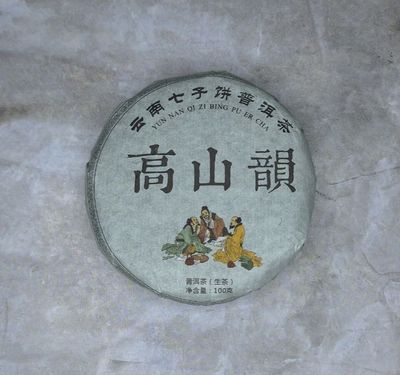 云南七子饼普洱茶
YUN NAN QI ZI BING PU ER CHA
高山韻
普洱茶（生茶）
净含量：100克